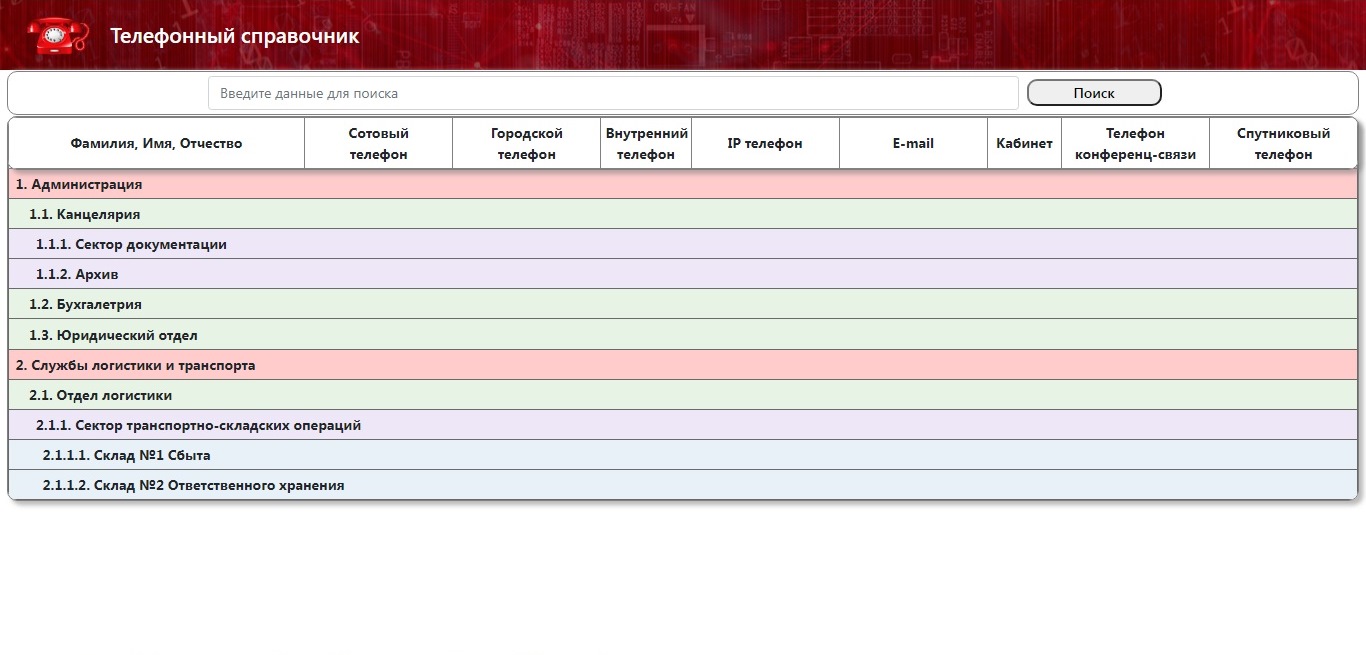 Телефонный справочник
Введите данные для поиска
Поиск
Фамилия, Имя, Отчество
Сотовый
телефон
Городской
телефон
Внутренний
телефон
IP телефон
E-mail
Кабинет
Телефон
конференц-связи
Спутниковый
телефон
1. Администрация
1.1. Канцелярия
1.1.1. Сектор документации
1.1.2. Архив
1.2. Бухгалетрия
1.3. Юридический отдел
2. Службы логистики и транспорта
2.1. Отдел логистики
2.1.1. Сектор транспортно-складских операций
2.1.1.1. Склад №1 Сбыта
2.1.1.2. Склад №2 Ответственного хранения